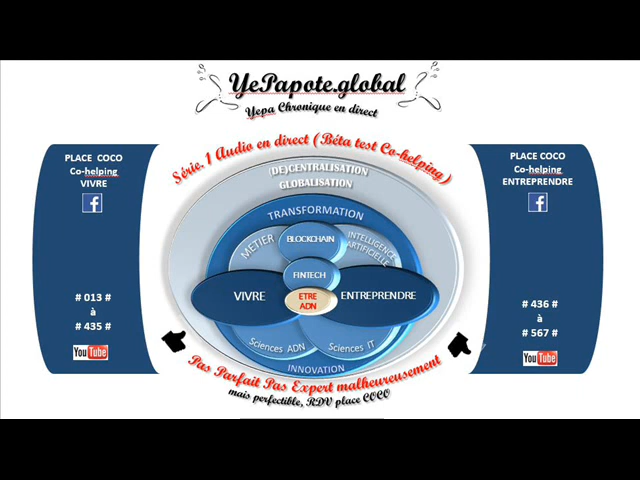 YePapote.global
Yepa Chronique en direct
Série, 1 Audio en direct (Béta test Co-helping)
PLACE COCO
Co-helping
VIVRE
# 013 #
à
# 435 #
YouTube
(DE)CENTRALISATION
GLOBALISATION
TRANSFORMATION
METIER
BLOCKCHAIN
INTELLIGENCE
ARTIFICIELLE
FINTECH
VIVRE
ETRE
ADN
ENTREPRENDRE
Sciences ADN
Sciences IT
INNOVATION
Pas Parfait Pas Expert malheureusement
mais perfectible, RDV place COCO
PLACE COCO
Co-helping
ENTREPRENDRE
# 436 #
à
# 567 #
YouTube